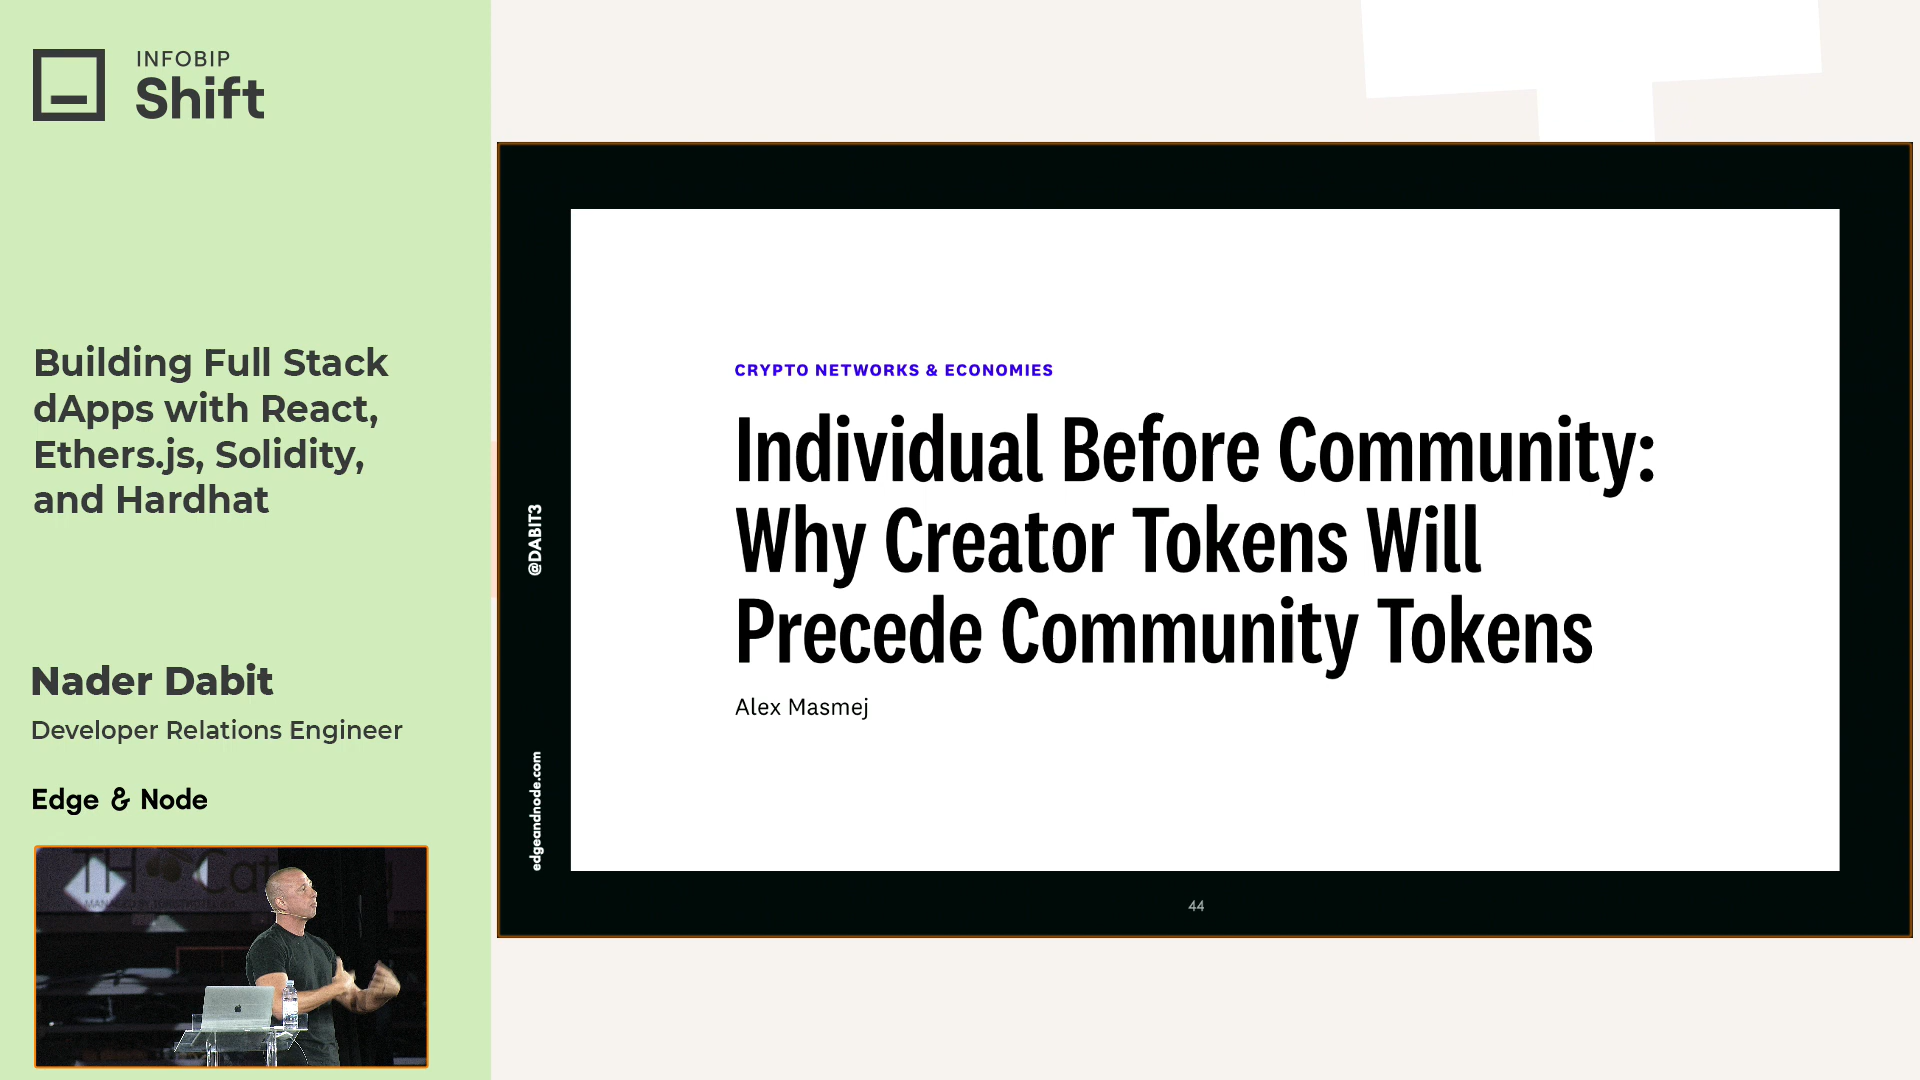 INFOBIP
Shift
Building Full Stack
dApps with React,
Ethers.js, Solidity,
and Hardhat
Nader Dabit
Developer Relations Engineer
Edge & Node
TH Cat
@DABIT3
edgeandnode.com
CRYPTO NETWORKS & ECONOMIES
Individual Before Community:
Why Creator Tokens Will
Precede Community Tokens
Alex Masmej
44